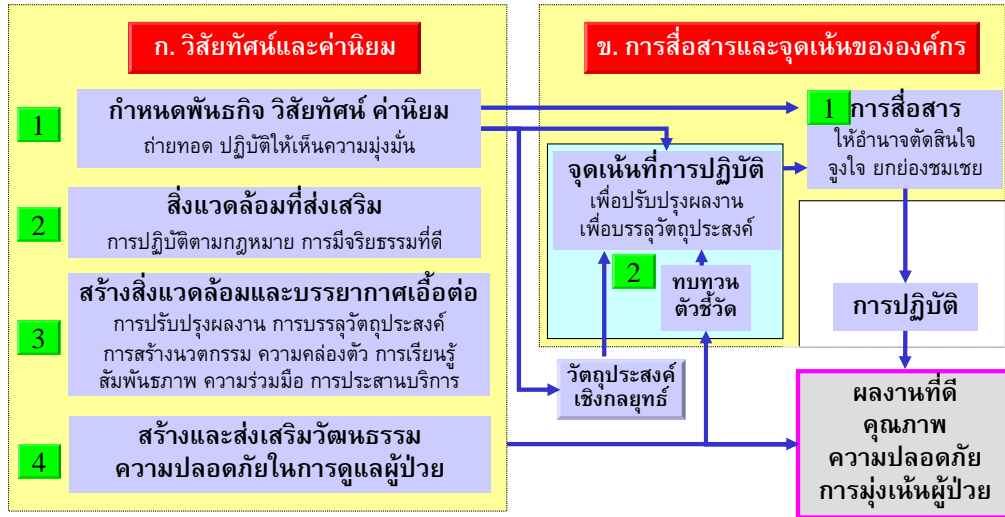 ก. วิสัยทัศน์และค่านิยม
1
กำหนดพันธกิจ วิสัยทัศน์ ค่านิยม
ถ่ายทอด ปฏิบัติให้เห็นความมุ่งมั่น
2
สิ่งแวดล้อมที่ส่งเสริม
การปฏิบัติตามกฎหมาย การมีจริยธรรมที่ดี
3
สร้างสิ่งแวดล้อมและบรรยากาศเอื้อต่อ
การปรับปรุงผลงาน การบรรลุวัตถุประสงค์
การสร้างนวตกรรม ความคล่องตัว การเรียนรู้
สัมพันธภาพ ความร่วมมือ การประสานบริการ
4
สร้างและส่งเสริมวัฒนธรรม
ความปลอดภัยในการดูแลผู้ป่วย
ข. การสื่อสารและจุดเน้นขององค์กร
1
การสื่อสาร
ให้อำนาจตัดสินใจ
จูงใจ ยกย่องชมเชย
จุดเน้นที่การปฏิบัติ
เพื่อปรับปรุงผลงาน
เพื่อบรรลุวัตถุประสงค์
2
ทบทวน
ตัวชี้วัด
การปฏิบัติ
วัตถุประสงค์
เชิงกลยุทธ์
ผลงานที่ดี
คุณภาพ
ความปลอดภัย
การมุ่งเน้นผู้ป่วย